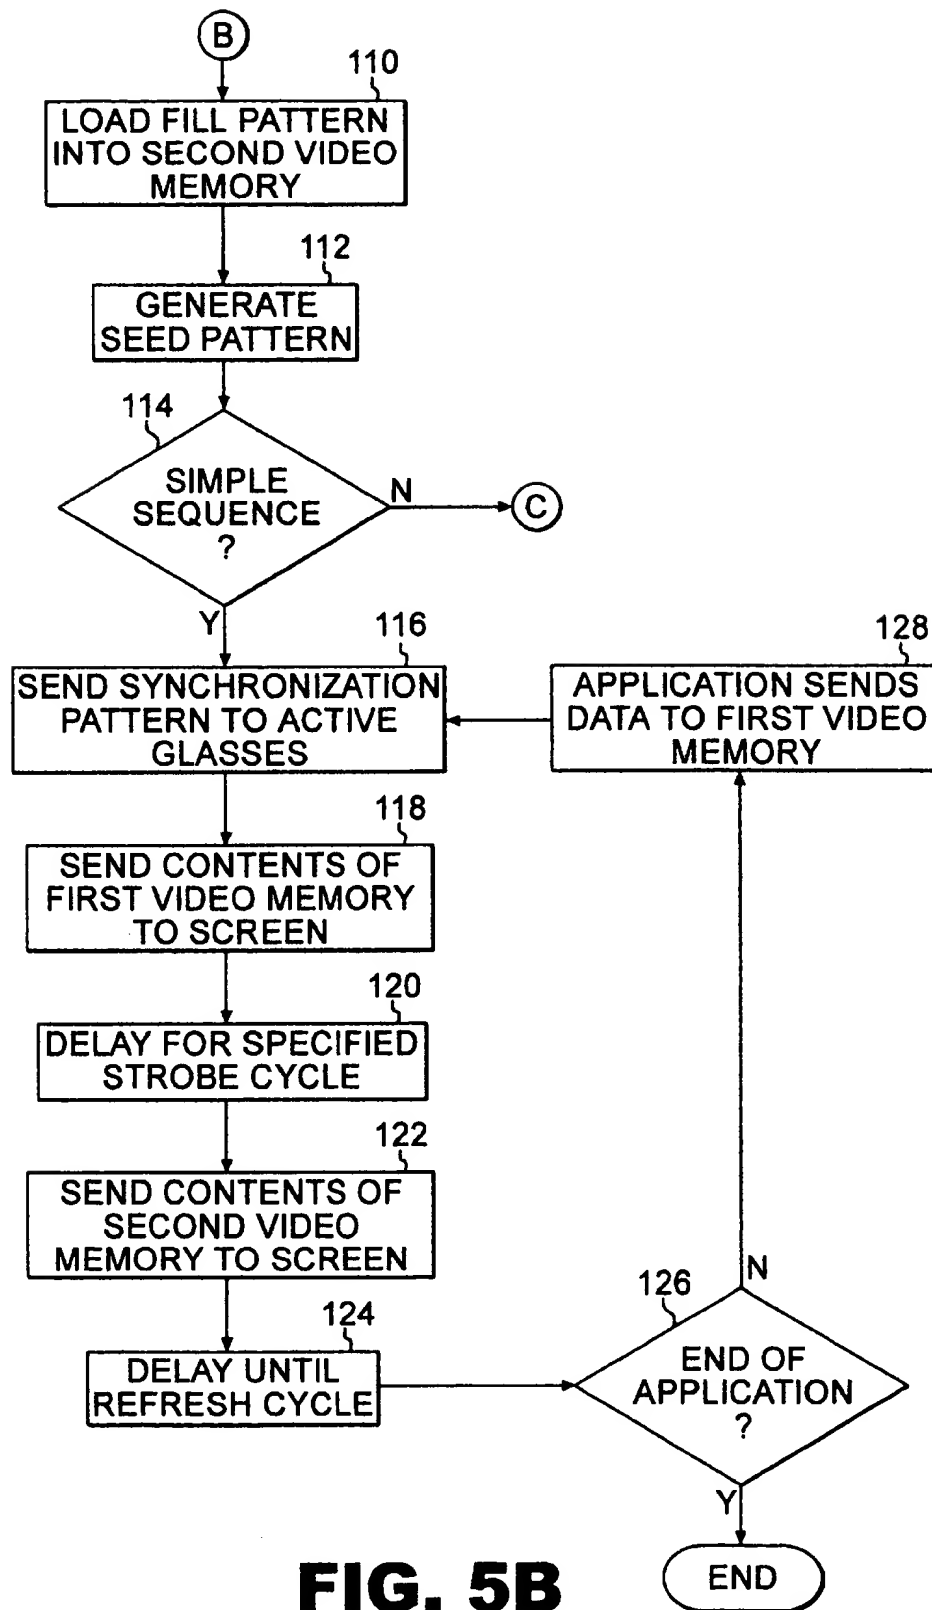 B
110
LOAD FILL PATTERN
INTO SECOND VIDEO
MEMORY
112
GENERATE
SEED PATTERN
114
SIMPLE
SEQUENCE
?
N
C
Y
116
SEND SYNCHRONIZATION
PATTERN TO ACTIVE
GLASSES
128
APPLICATION SENDS
DATA TO FIRST VIDEO
MEMORY
118
SEND CONTENTS OF
FIRST VIDEO MEMORY
TO SCREEN
120
DELAY FOR SPECIFIED
STROBE CYCLE
122
SEND CONTENTS OF
SECOND VIDEO
MEMORY TO SCREEN
124
DELAY UNTIL
REFRESH CYCLE
126
END OF
APPLICATION
?
N
Y
END
FIG. 5B